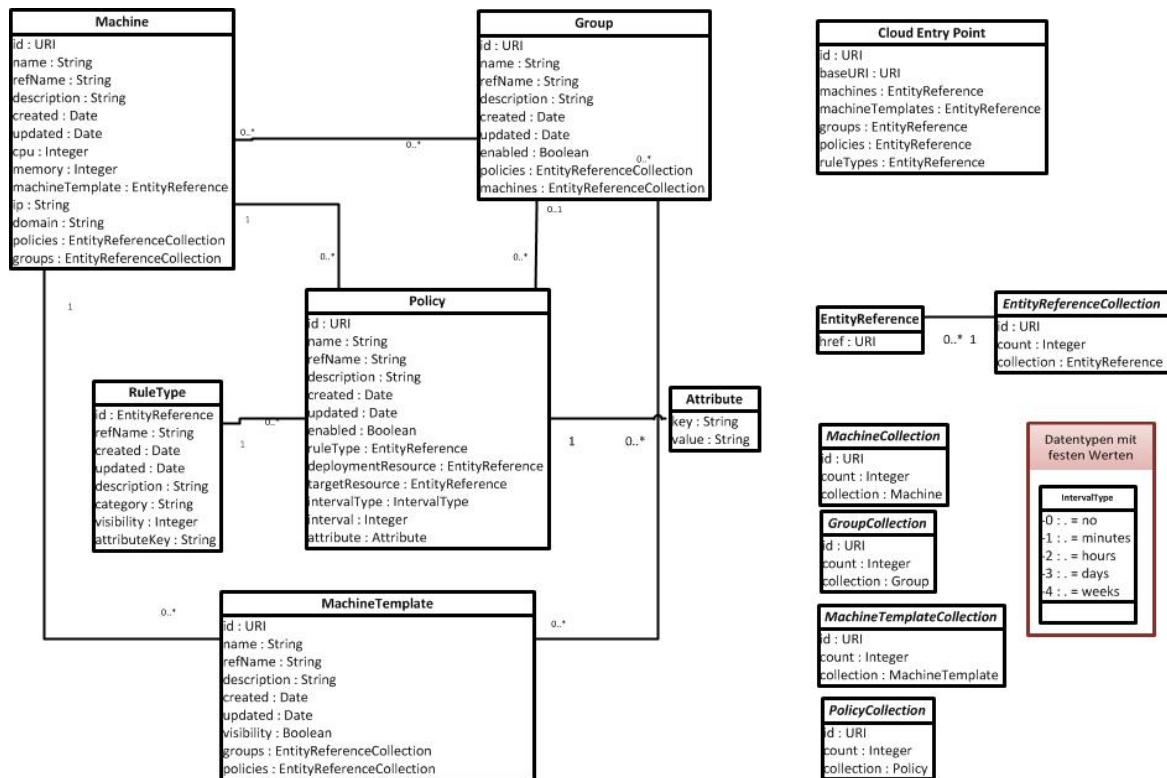 Machine
id : URI
name : String
refName : String
description : String
created : Date
updated : Date
cpu : Integer
memory : Integer
machineTemplate : EntityReference
ip : String
domain : String
policies : EntityReferenceCollection
groups : EntityReferenceCollection
Group
id : URI
name : String
refName : String
description : String
created : Date
updated : Date
enabled : Boolean
policies : EntityReferenceCollection
machines : EntityReferenceCollection
Cloud Entry Point
id : URI
baseURI : URI
machines : EntityReference
machineTemplates : EntityReference
groups : EntityReference
policies : EntityReference
ruleTypes : EntityReference
0..*
0..*
0..*
1
0..*
0..1
0..*
1
Policy
id : URI
name : String
refName : String
description : String
created : Date
updated : Date
enabled : Boolean
ruleType : EntityReference
deploymentResource : EntityReference
targetResource : EntityReference
intervalType : IntervalType
interval : Integer
attribute : Attribute
EntityReference
href : URI
0..* 1
EntityReferenceCollection
id : URI
count : Integer
collection : EntityReference
RuleType
id : EntityReference
refName : String
created : Date
updated : Date
description : String
category : String
visibility : Integer
attributeKey : String
0..*
1
1
0..*
Attribute
key : String
value : String
MachineCollection
id : URI
count : Integer
collection : Machine
Datentypen mit
festen Werten
IntervalType
-0 : . = no
-1 : . = minutes
-2 : . = hours
-3 : . = days
-4 : . = weeks
GroupCollection
id : URI
count : Integer
collection : Group
0..*
0..*
MachineTemplate
id : URI
name : String
refName : String
description : String
created : Date
updated : Date
visibility : Boolean
groups : EntityReferenceCollection
policies : EntityReferenceCollection
MachineTemplateCollection
id : URI
count : Integer
collection : MachineTemplate
PolicyCollection
id : URI
count : Integer
collection : Policy